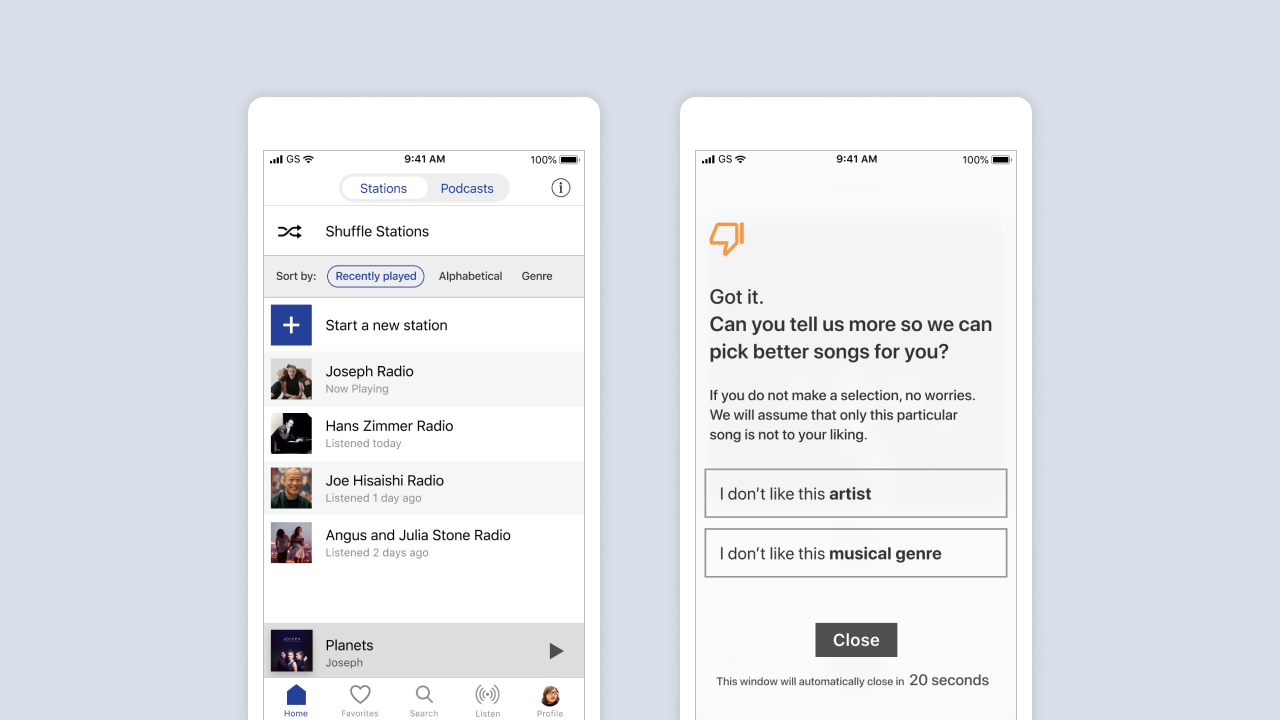 GS 9:41 AM 100%
Stations Podcasts
Shuffle Stations
Sort by: Recently played Alphabetical Genre
Start a new station
Joseph Radio
Now Playing
Hans Zimmer Radio
Listened today
Joe Hisaishi Radio
Listened 1 day ago
Angus and Julia Stone Radio
Listened 2 days ago
JOSEPH
Planets
Joseph
Home Favorites Search Listen Profile
GS 9:41 AM 100%
Got it.
Can you tell us more so we can
pick better songs for you?
If you do not make a selection, no worries.
We will assume that only this particular
song is not to your liking.
I don't like this artist
I don't like this musical genre
Close
This window will automatically close in 20 seconds